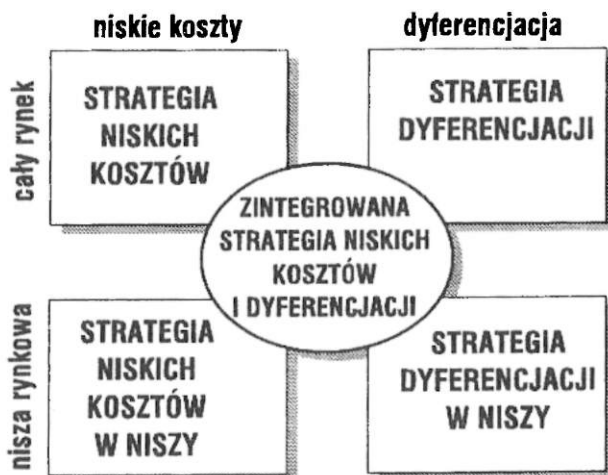 niskie koszty
dyferencjacja
cały rynek
STRATEGIA
NISKICH
KOSZTÓW
STRATEGIA
DYFERENCJACJI
ZINTEGROWANA
STRATEGIA NISKICH
KOSZTÓW
I DYFERENCJACJI
nisza rynkowa
STRATEGIA
NISKICH
KOSZTÓW
W NISZY
STRATEGIA
DYFERENCJACJI
W NISZY